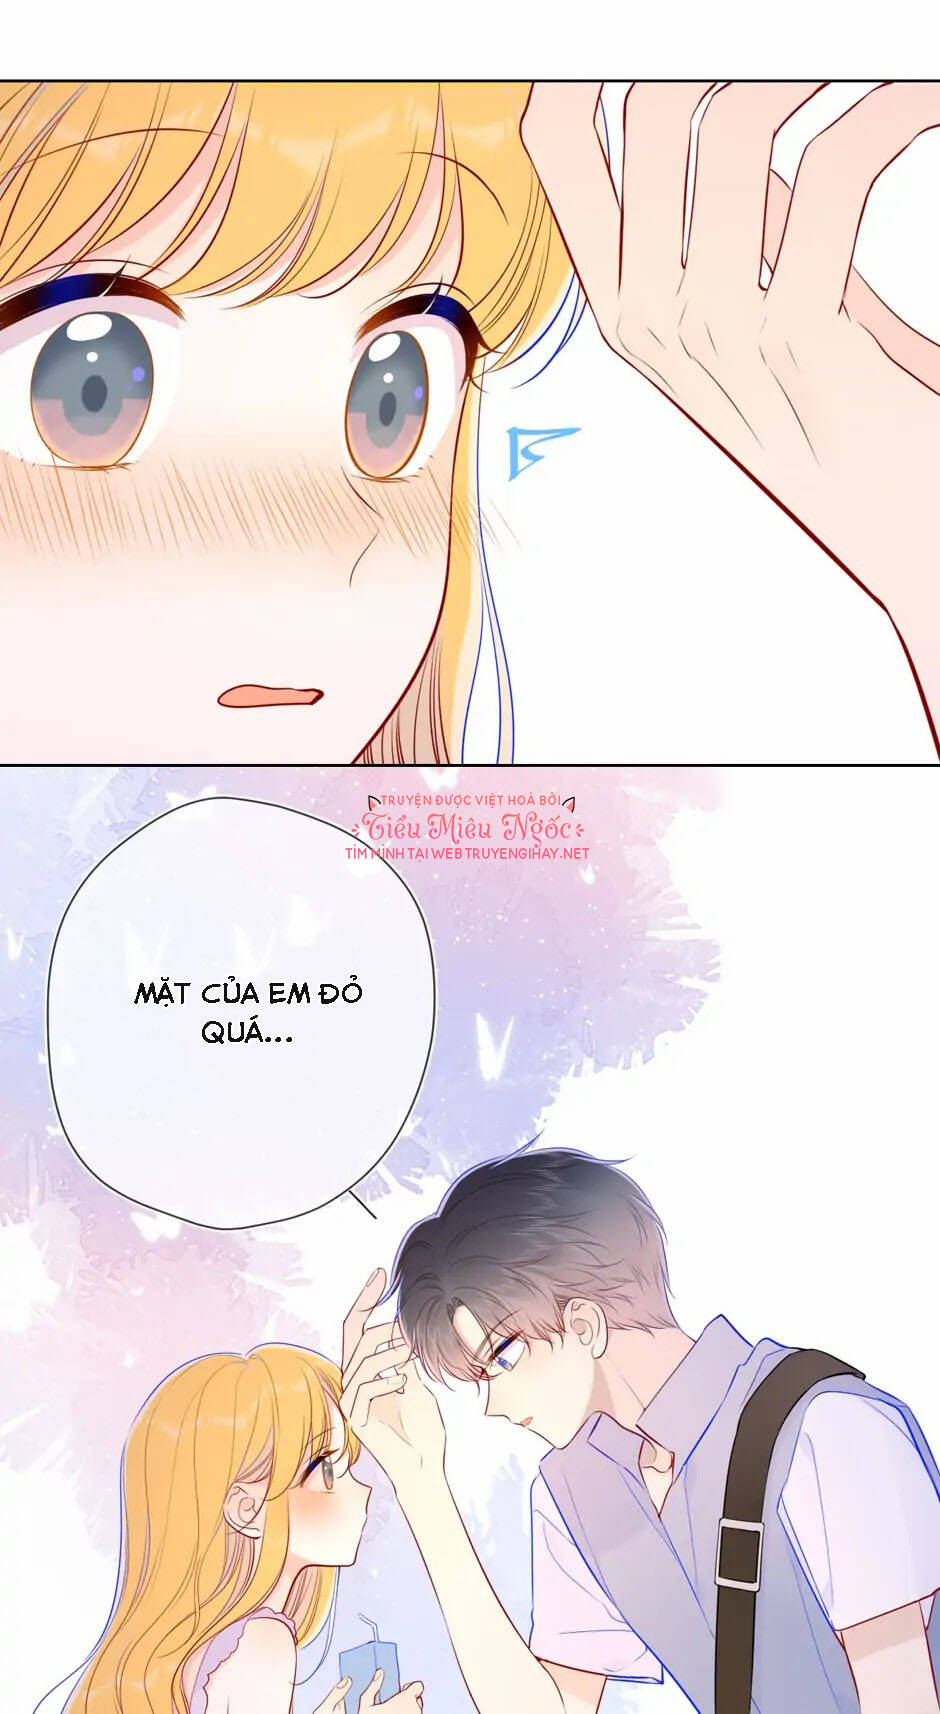 TRUYỆN ĐƯỢC VIỆT HOÁ BỞI
Tiểu Miêu Ngốc
TÌM MÌNH TẠI WEBTRUYENGIHAY.NET
MẶT CỦA EM ĐỎ
QUÁ...